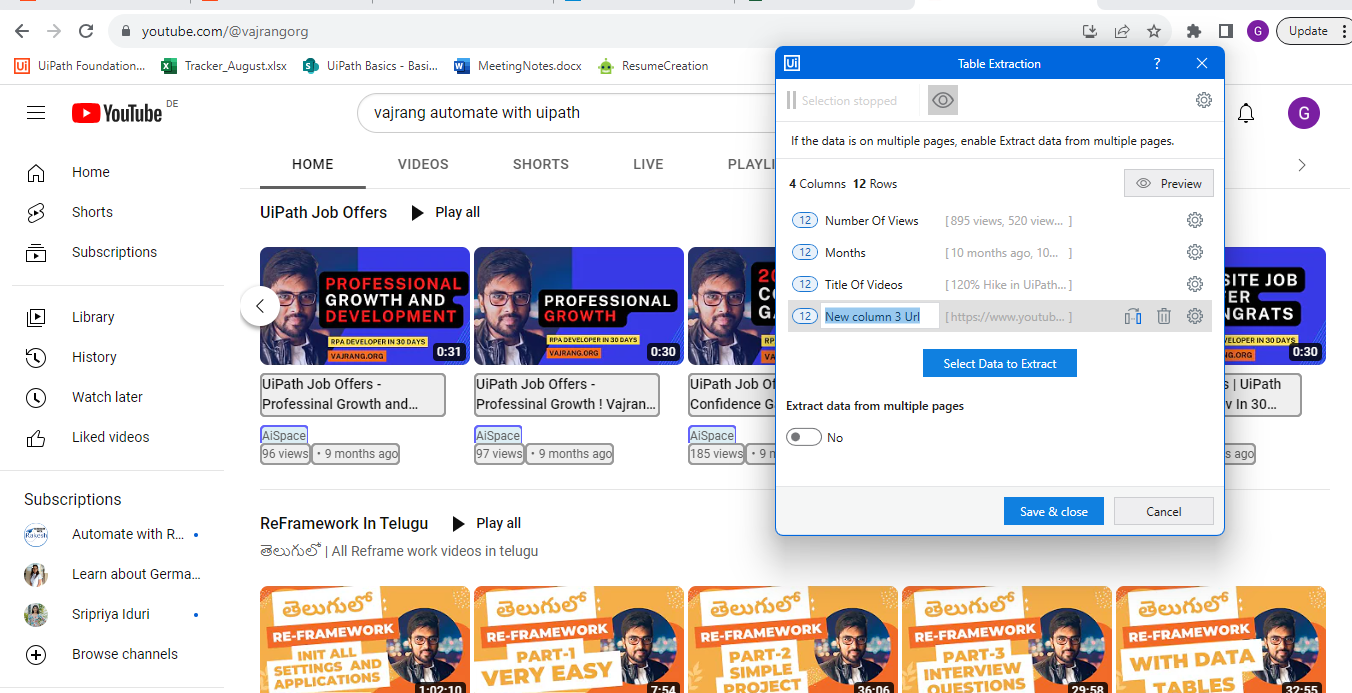 youtube.com/@vajrangorg
G
Update
UiPath Foundation...
Tracker_August.xlsx
UiPath Basics - Basi...
MeetingNotes.docx
ResumeCreation
YouTube DE
vajrang automate with uipath
G
Home
Shorts
Subscriptions
Library
History
Watch later
Liked videos
Subscriptions
Automate with R...
Learn about Germa...
Sripriya Iduri
Browse channels
HOME
VIDEOS
SHORTS
LIVE
PLAYLI
UiPath Job Offers
Play all
PROFESSIONAL
GROWTH AND
DEVELOPMENT
RPA DEVELOPER IN 30 DAYS
VAJRANG.ORG
0:31
UiPath Job Offers -
Professinal Growth and...
AiSpace
96 views • 9 months ago
PROFESSIONAL
GROWTH
RPA DEVELOPER IN 30 DAYS
VAJRANG.ORG
0:30
UiPath Job Offers -
Professinal Growth ! Vajran...
AiSpace
97 views • 9 months ago
UiPath Job Of
Confidence G
AiSpace
185 views • 9 m
SITE JOB
NGRATS
0:30
s | UiPath
v In 30...
s ago
Ui
Table Extraction
?
Selection stopped
If the data is on multiple pages, enable Extract data from multiple pages.
4 Columns 12 Rows
Preview
12 Number Of Views [ 895 views, 520 view... ]
12 Months [ 10 months ago, 10... ]
12 Title Of Videos [ 120% Hike in UiPath... ]
12 New column 3 Url [ https://www.youtub... ]
Select Data to Extract
Extract data from multiple pages
No
Save & close
Cancel
ReFramework In Telugu
Play all
తెలుగులో | All Reframe work videos in telugu
తెలుగులో
RE-FRAMEWORK
INIT ALL
SETTINGS AND
APPLICATIONS
1:02:10
తెలుగులో
RE-FRAMEWORK
PART-1
VERY EASY
7:54
తెలుగులో
RE-FRAMEWORK
PART-2
SIMPLE
PROJECT
36:06
తెలుగులో
RE-FRAMEWORK
PART-3
INTERVIEW
QUESTIONS
29:58
తెలుగులో
RE-FRAMEWORK
WITH DATA
TABLES
32:55